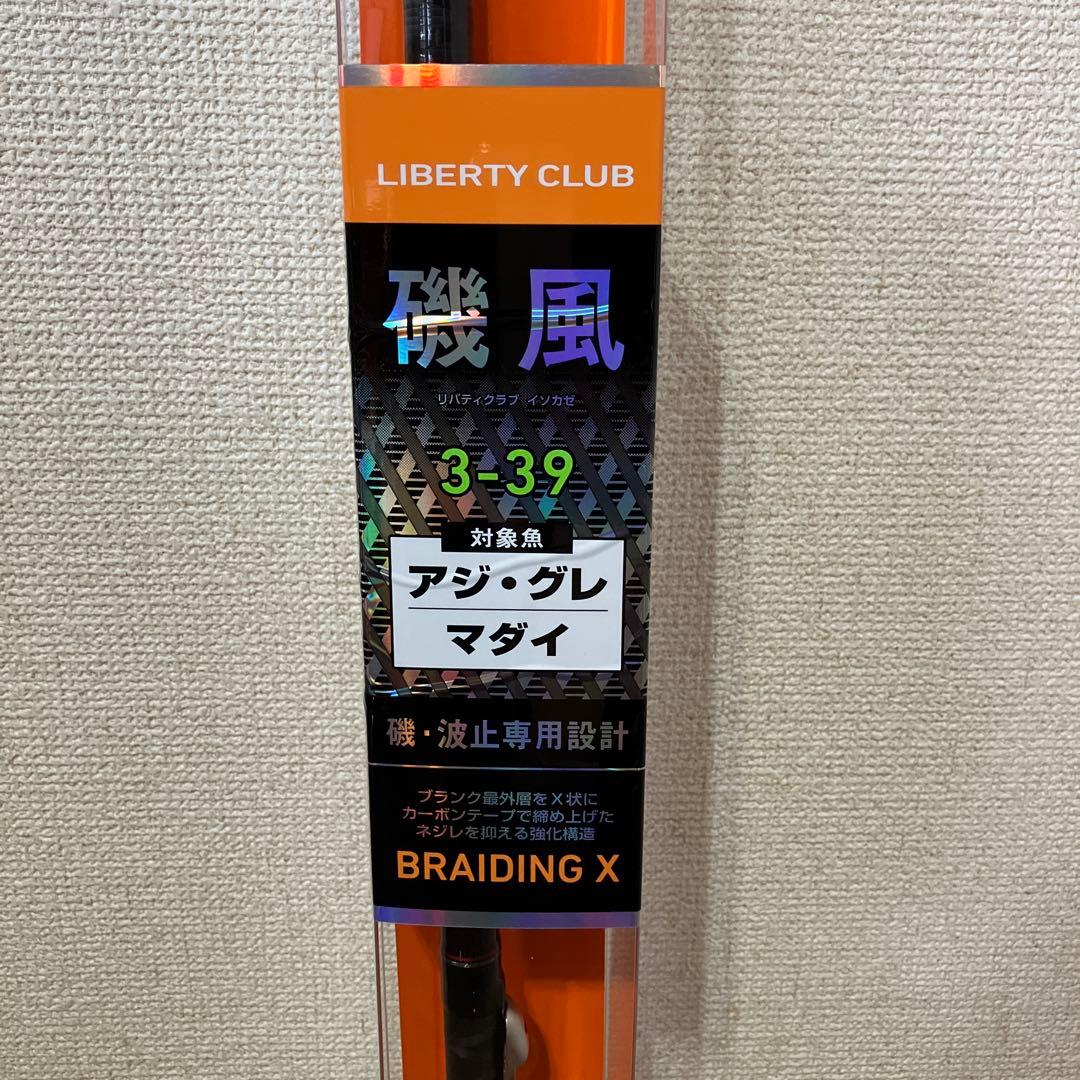 LIBERTY CLUB
磯風
リバティクラブ イソカゼ
3-39
対象魚
アジ・グレ
マダイ
磯・波止専用設計
ブランク最外層をX状に
カーボンテープで締め上げた
ネジレを抑える強化構造
BRAIDING X